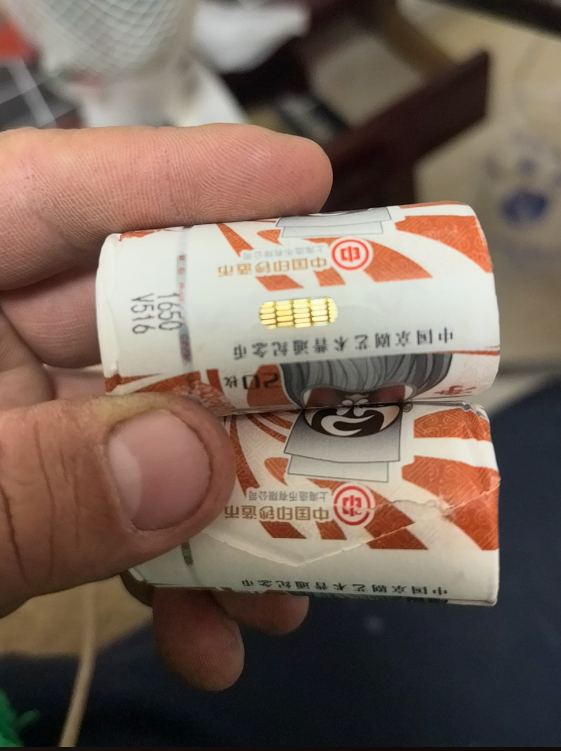 中国印钞造币
上海造币有限公司
1650
V516
中国京剧艺术普通纪念币
20枚
净
中国印钞造币
上海造币有限公司
中国京剧艺术普通纪念币